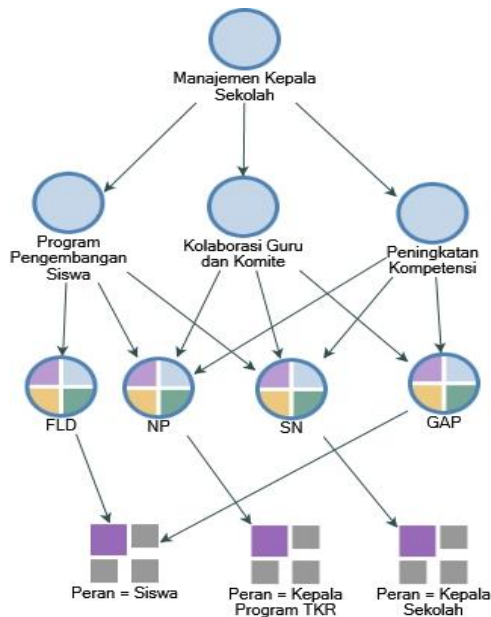 Manajemen Kepala
Sekolah
Program
Pengembangan
Siswa
Kolaborasi Guru
dan Komite
Peningkatan
Kompetensi
FLD
NP
SN
GAP
Peran = Siswa
Peran = Kepala
Program TKR
Peran = Kepala
Sekolah